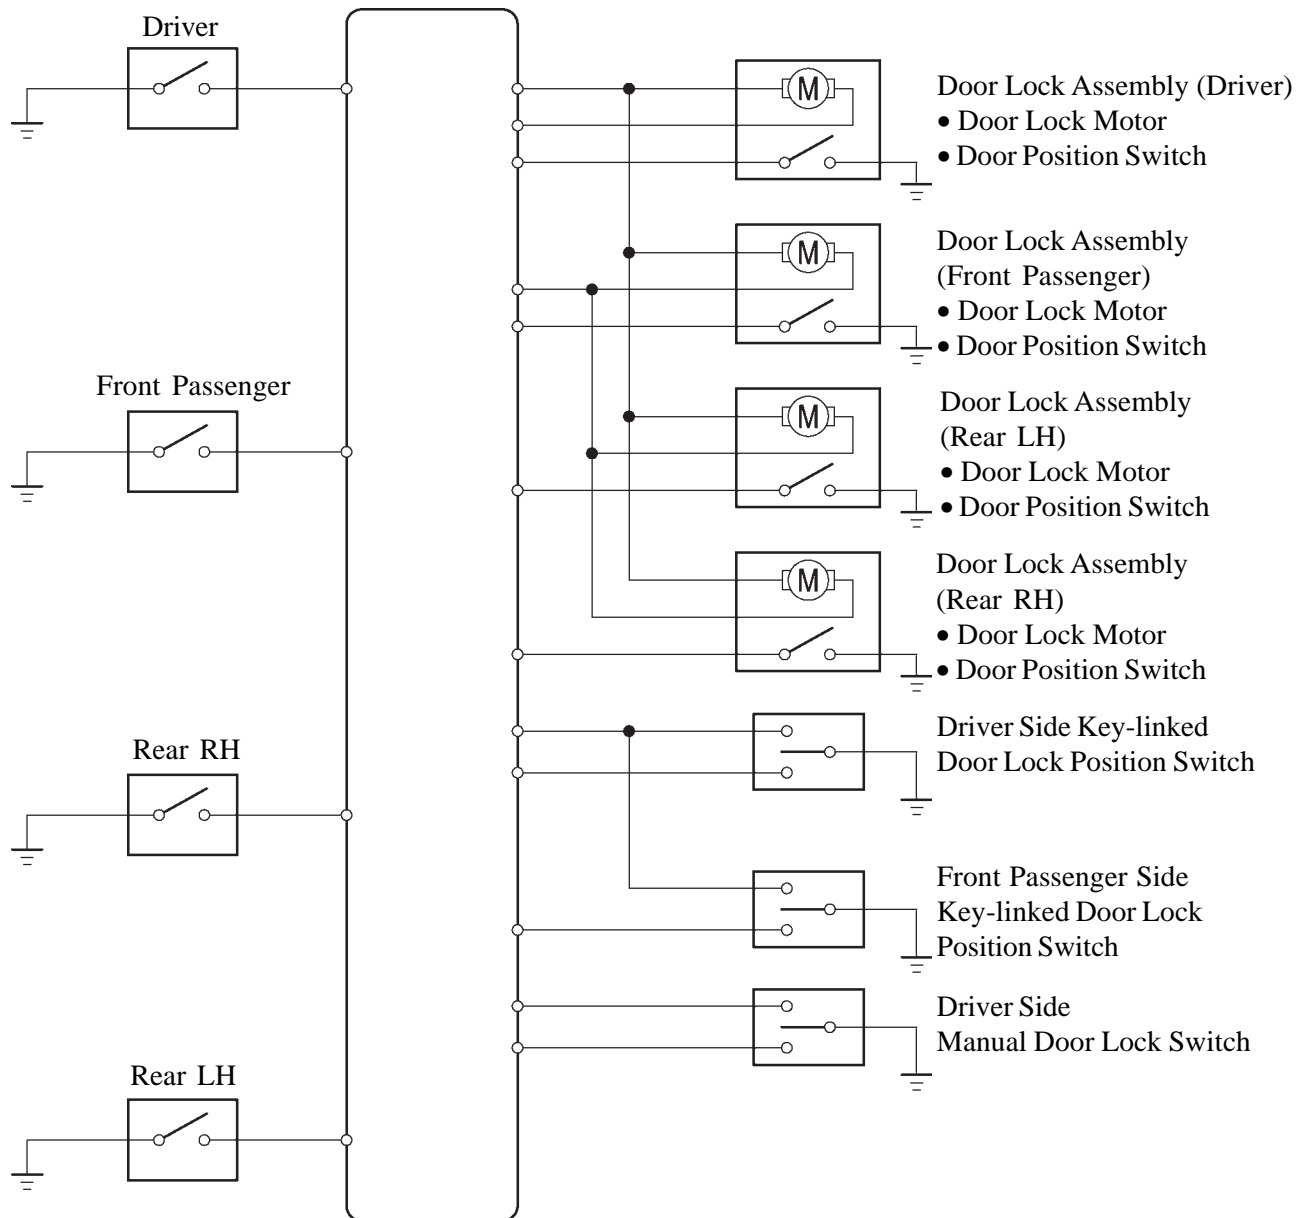 Driver
Front Passenger
Rear RH
Rear LH
M
Door Lock Assembly (Driver)
• Door Lock Motor
• Door Position Switch
M
Door Lock Assembly
(Front Passenger)
• Door Lock Motor
• Door Position Switch
M
Door Lock Assembly
(Rear LH)
• Door Lock Motor
• Door Position Switch
M
Door Lock Assembly
(Rear RH)
• Door Lock Motor
• Door Position Switch
Driver Side Key-linked
Door Lock Position Switch
Front Passenger Side
Key-linked Door Lock
Position Switch
Driver Side
Manual Door Lock Switch